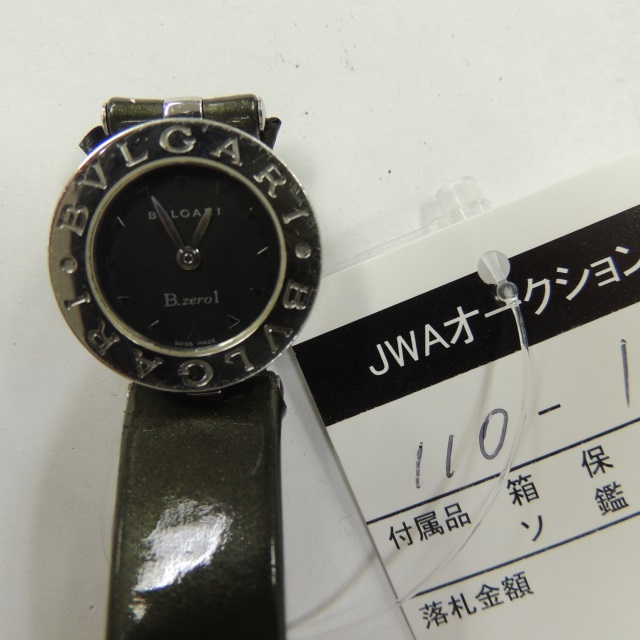 BVLGARI • BVLGARI •
BVLGARI
B.zero1
SWISS MADE
JWAオークション
110-1
付属品 箱 保
ソ 鑑
落札金額